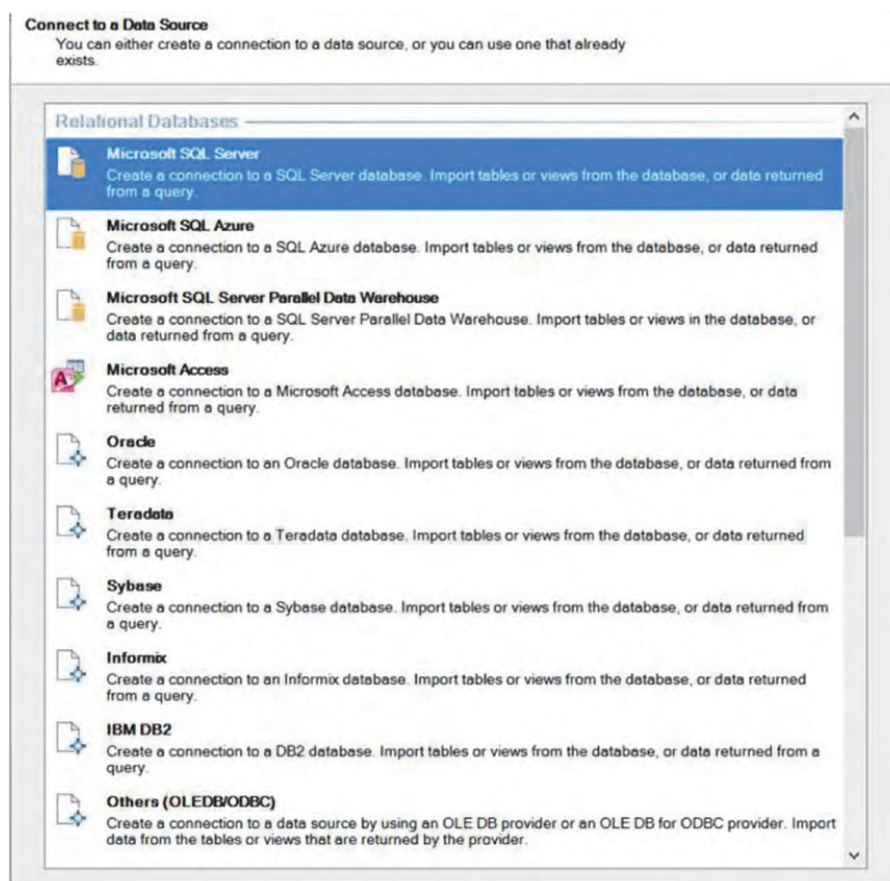 Connect to a Data Source
You can either create a connection to a data source, or you can use one that already
exists.
Relational Databases
Microsoft SQL Server
Create a connection to a SQL Server database. Import tables or views from the database, or data returned
from a query.
Microsoft SQL Azure
Create a connection to a SQL Azure database. Import tables or views from the database, or data returned
from a query.
Microsoft SQL Server Parallel Data Warehouse
Create a connection to a SQL Server Parallel Data Warehouse. Import tables or views in the database, or
data returned from a query.
Microsoft Access
Create a connection to a Microsoft Access database. Import tables or views from the database, or data
returned from a query.
Oracle
Create a connection to an Oracle database. Import tables or views from the database, or data returned from
a query.
Teradata
Create a connection to a Teradata database. Import tables or views from the database, or data returned
from a query.
Sybase
Create a connection to a Sybase database. Import tables or views from the database, or data returned from
a query.
Informix
Create a connection to an Informix database. Import tables or views from the database, or data returned
from a query.
IBM DB2
Create a connection to a DB2 database. Import tables or views from the database, or data returned from a
query.
Others (OLEDB/ODBC)
Create a connection to a data source by using an OLE DB provider or an OLE DB for ODBC provider. Import
data from the tables or views that are returned by the provider.